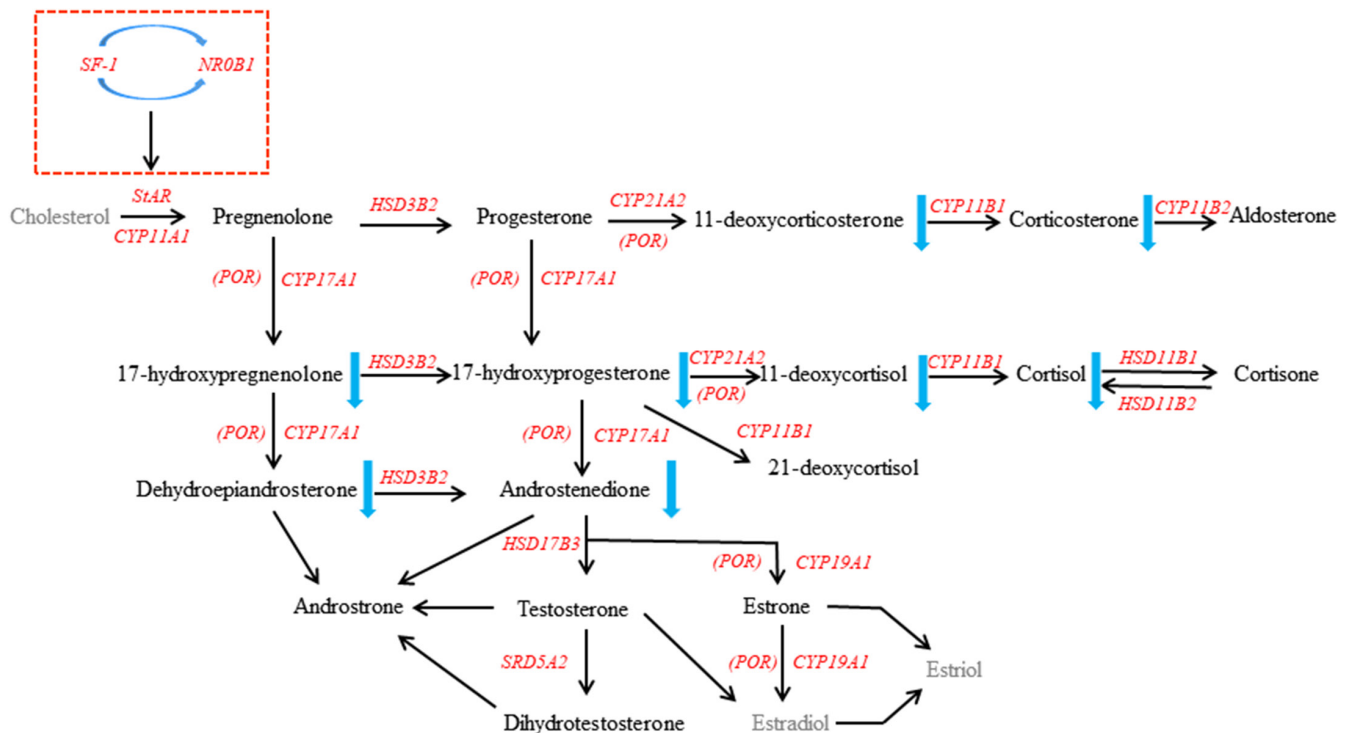 SF-1 NR0B1
StAR
Cholesterol
CYP11A1
Pregnenolone
HSD3B2
Progesterone
CYP21A2
(POR)
11-deoxycorticosterone
CYP11B1
Corticosterone
CYP11B2
Aldosterone
(POR) CYP17A1
(POR) CYP17A1
17-hydroxypregnenolone
HSD3B2
17-hydroxyprogesterone
CYP21A2
(POR)
11-deoxycortisol
CYP11B1
Cortisol
HSD11B1
HSD11B2
Cortisone
(POR) CYP17A1
(POR) CYP17A1
CYP11B1
21-deoxycortisol
Dehydroepiandrosterone
HSD3B2
Androstenedione
HSD17B3
(POR) CYP19A1
Androstrone
Testosterone
Estrone
SRD5A2
(POR) CYP19A1
Estriol
Dihydrotestosterone
Estradiol